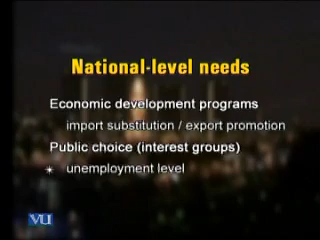 National-level needs
Economic development programs
import substitution / export promotion
Public choice (interest groups)
unemployment level
VU